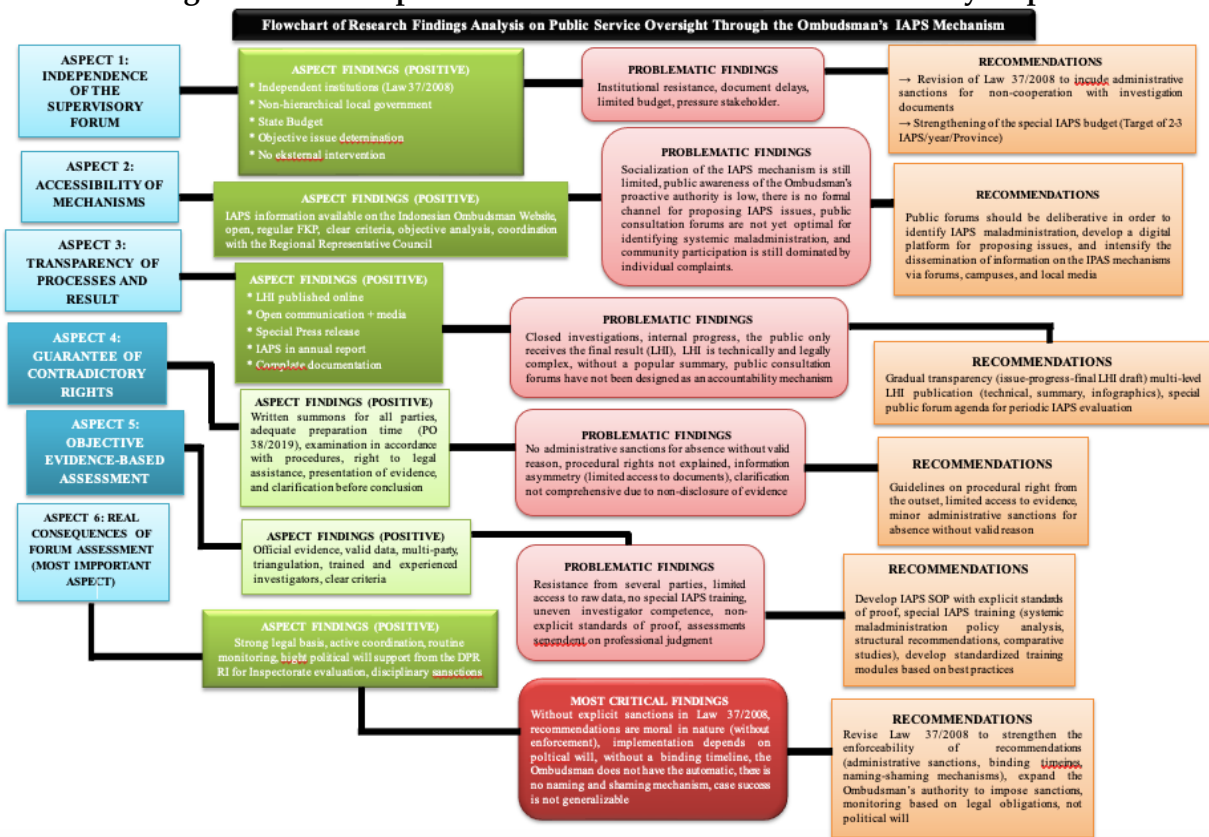 Flowchart of Research Findings Analysis on Public Service Oversight Through the Ombudsman's IAPS Mechanism
ASPECT 1:
INDEPENDENCE
OF THE
SUPERVISORY
FORUM
ASPECT FINDINGS (POSITIVE)
* Independent institutions (Law 37/2008)
* Non-hierarchical local government
* State Budget
* Objective issue detemination
* No eksternal intervention
PROBLEMATIC FINDINGS
Institutional resistance, document delays,
limited budget, pressure stakeholder.
RECOMMENDATIONS
→ Revision of Law 37/2008 to incude administrative
sanctions for non-cooperation with investigation
documents
→ Strengthening of the special IAPS budget (Target of 2-3
IAPS/year/Province)
ASPECT 2:
ACCESSIBILITY OF
MECHANISMS
ASPECT FINDINGS (POSITIVE)
IAPS information available on the Indonesian Ombudsman Website,
open, regular FKP, clear criteria, objective analysis, coordination
with the Regional Representative Council
PROBLEMATIC FINDINGS
Socialization of the IAPS mechanism is still
limited, public awareness of the Ombudsman's
proactive authority is low, there is no formal
channel for proposing IAPS issues, public
consultation forums are not yet optimal for
identifying systemic maladministration, and
community participation is still dominated by
individual complaints.
RECOMMENDATIONS
Public forums should be deliberative in order to
identify IAPS maladministration, develop a digital
platform for proposing issues, and intensify the
dissemination of information on the IPAS mechanisms
via forums, campuses, and local media
ASPECT 3:
TRANSPARENCY OF
PROCESSES AND
RESULT
ASPECT FINDINGS (POSITIVE)
* LHI published online
* Open communication + media
* Special Press release
* IAPS in annual report
* Complete documentation
PROBLEMATIC FINDINGS
Closed investigations, internal progress, the public only
receives the final result (LHI), LHI is technically and legally
complex, without a popular summary, public consultation
forums have not been designed as an accountability mechanism
RECOMMENDATIONS
Gradual transparency (issue-progress-final LHI draft) multi-level
LHI publication (technical, summary, infographics), special
public forum agenda for periodic IAPS evaluation
ASPECT 4:
GUARANTEE OF
CONTRADICTORY
RIGHTS
ASPECT FINDINGS (POSITIVE)
Written summons for all parties,
adequate preparation time (PO
38/2019), examination in accordance
with procedures, right to legal
assistance, presentation of evidence,
and clarification before conclusion
PROBLEMATIC FINDINGS
No administrative sanctions for absence without valid
reason, procedural rights not explained, information
asymmetry (limited access to documents), clarification
not comprehensive due to non-disclosure of evidence
RECOMMENDATIONS
Guidelines on procedural right from
the outset, limited access to evidence,
minor administrative sanctions for
absence without valid reason
ASPECT 5:
OBJECTIVE
EVIDENCE-BASED
ASSESSMENT
ASPECT FINDINGS (POSITIVE)
Official evidence, valid data, multi-party,
triangulation, trained and experienced
investigators, clear criteria
PROBLEMATIC FINDINGS
Resistance from several parties, limited
access to raw data, no special IAPS training,
uneven investigator competence, non-
explicit standards of proof, assessments
sependent on professional judgment
RECOMMENDATIONS
Develop IAPS SOP with explicit standards
of proof, special IAPS training (systemic
maladministration policy analysis,
structural recommendations, comparative
studies), develop standardized training
modules based on best practices
ASPECT 6: REAL
CONSEQUENCES OF
FORUM ASSESSMENT
(MOST IMPPORTANT
ASPECT)
ASPECT FINDINGS (POSITIVE)
Strong legal basis, active coordination, routine
monitoring, hight political will support from the DPR
RI for Inspectorate evaluation, disciplinary sansctions
MOST CRITICAL FINDINGS
Without explicit sanctions in Law 37/2008,
recommendations are moral in nature (without
enforcement), implementation depends on
poltical will, without a binding timeline, the
Ombudsman does not have the automatic, there is
no naming and shaming mechanism, case success
is not generalizable
RECOMMENDATIONS
Revise Law 37/2008 to strengthen the
enforceability of recommendations
(administrative sanctions, binding timeines,
naming-shaming mechanisms), expand the
Ombudsman's authority to impose sanctions,
monitoring based on legal obligations, not
political will